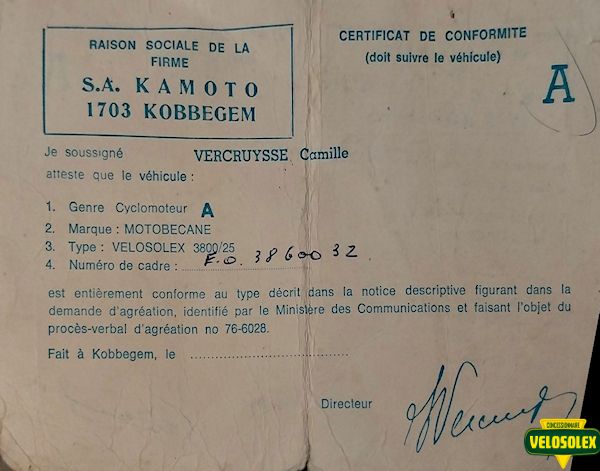 RAISON SOCIALE DE LA
FIRME
S.A. KAMOTO
1703 KOBBEGEM
CERTIFICAT DE CONFORMITE
(doit suivre le véhicule)
A
Je soussigné VERCRUYSSE Camille
atteste que le véhicule :
1. Genre Cyclomoteur A
2. Marque : MOTOBECANE
3. Type : VELOSOLEX 3800/25
4. Numéro de cadre : F.O. 3860032
est entièrement conforme au type décrit dans la notice descriptive figurant dans la
demande d'agréation, identifié par le Ministère des Communications et faisant l'objet du
procès-verbal d'agréation no 76-6028.
Fait à Kobbegem, le ................................
Directeur
CONCESSIONNAIRE
VELOSOLEX